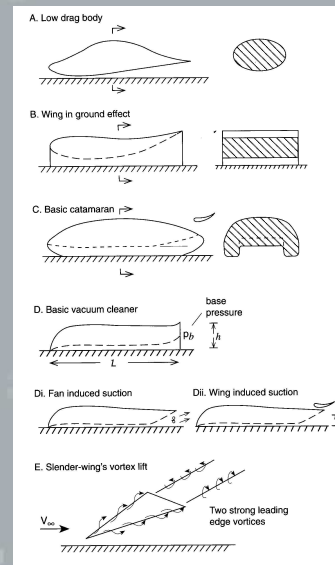 A. Low drag body
B. Wing in ground effect
C. Basic catamaran
D. Basic vacuum cleaner
base
pressure
Pb
h
L
Di. Fan induced suction
Dii. Wing induced suction
E. Slender-wing's vortex lift
V∞
Two strong leading
edge vortices